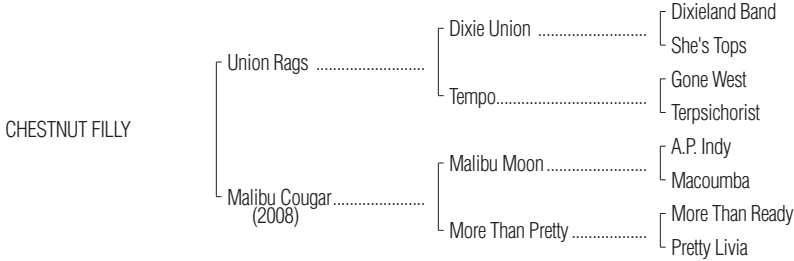 Dixieland Band
Dixie Union ..........................
She's Tops
Union Rags ..........................
Gone West
Tempo....................................
Terpsichorist
CHESTNUT FILLY
A.P. Indy
Malibu Moon ........................
Macoumba
Malibu Cougar......................
(2008)
More Than Ready
More Than Pretty ..................
Pretty Livia